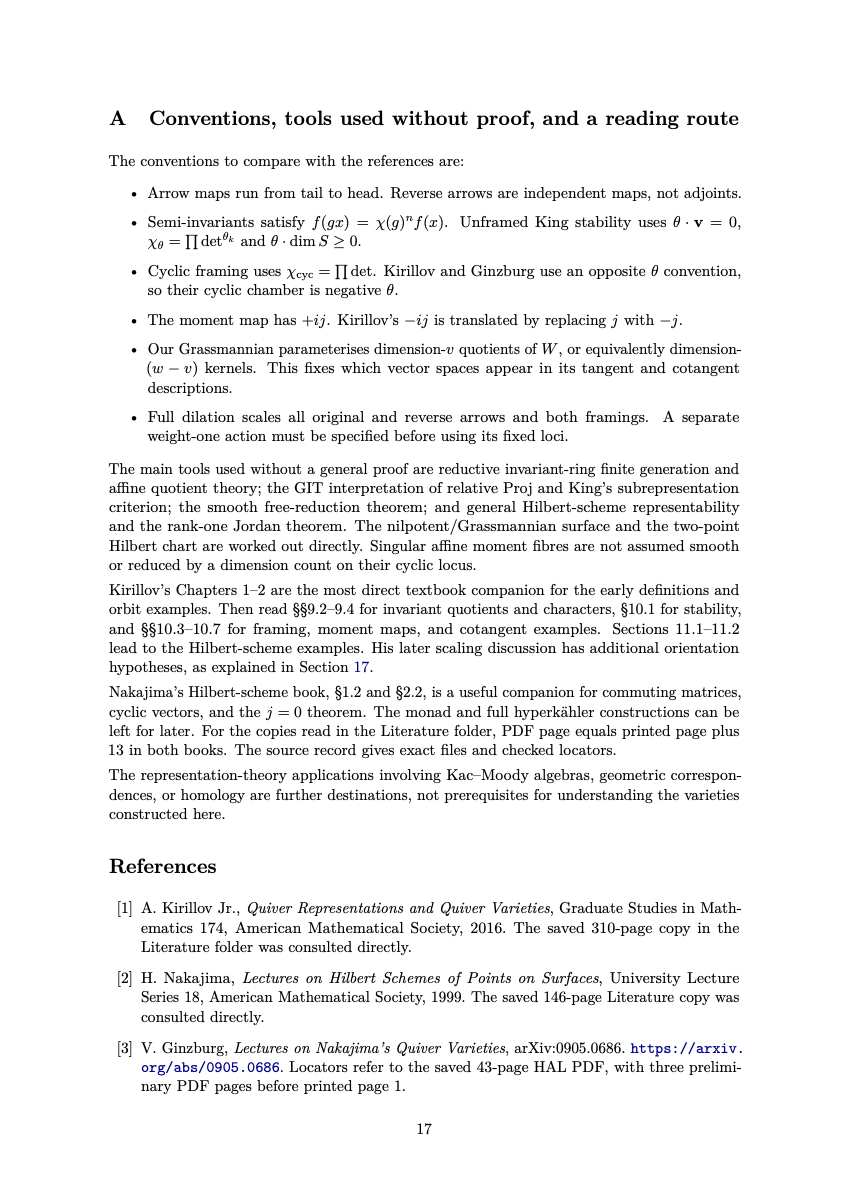 A Conventions, tools used without proof, and a reading route
The conventions to compare with the references are:
• Arrow maps run from tail to head. Reverse arrows are independent maps, not adjoints.
• Semi-invariants satisfy f(gx) = χ(g)ⁿf(x). Unframed King stability uses θ · v = 0,
χ_θ = ∏ det^{θ_k} and θ · dim S ≥ 0.
• Cyclic framing uses χ_cyc = ∏ det. Kirillov and Ginzburg use an opposite θ convention,
so their cyclic chamber is negative θ.
• The moment map has +ij. Kirillov's −ij is translated by replacing j with −j.
• Our Grassmannian parameterises dimension-v quotients of W, or equivalently dimension-
(w − v) kernels. This fixes which vector spaces appear in its tangent and cotangent
descriptions.
• Full dilation scales all original and reverse arrows and both framings. A separate
weight-one action must be specified before using its fixed loci.
The main tools used without a general proof are reductive invariant-ring finite generation and
affine quotient theory; the GIT interpretation of relative Proj and King's subrepresentation
criterion; the smooth free-reduction theorem; and general Hilbert-scheme representability
and the rank-one Jordan theorem. The nilpotent/Grassmannian surface and the two-point
Hilbert chart are worked out directly. Singular affine moment fibres are not assumed smooth
or reduced by a dimension count on their cyclic locus.
Kirillov's Chapters 1–2 are the most direct textbook companion for the early definitions and
orbit examples. Then read §§9.2–9.4 for invariant quotients and characters, §10.1 for stability,
and §§10.3–10.7 for framing, moment maps, and cotangent examples. Sections 11.1–11.2
lead to the Hilbert-scheme examples. His later scaling discussion has additional orientation
hypotheses, as explained in Section 17.
Nakajima's Hilbert-scheme book, §1.2 and §2.2, is a useful companion for commuting matrices,
cyclic vectors, and the j = 0 theorem. The monad and full hyperkähler constructions can be
left for later. For the copies read in the Literature folder, PDF page equals printed page plus
13 in both books. The source record gives exact files and checked locators.
The representation-theory applications involving Kac–Moody algebras, geometric correspon-
dences, or homology are further destinations, not prerequisites for understanding the varieties
constructed here.
References
[1] A. Kirillov Jr., Quiver Representations and Quiver Varieties, Graduate Studies in Math-
ematics 174, American Mathematical Society, 2016. The saved 310-page copy in the
Literature folder was consulted directly.
[2] H. Nakajima, Lectures on Hilbert Schemes of Points on Surfaces, University Lecture
Series 18, American Mathematical Society, 1999. The saved 146-page Literature copy was
consulted directly.
[3] V. Ginzburg, Lectures on Nakajima's Quiver Varieties, arXiv:0905.0686. https://arxiv.
org/abs/0905.0686. Locators refer to the saved 43-page HAL PDF, with three prelimi-
nary PDF pages before printed page 1.
17